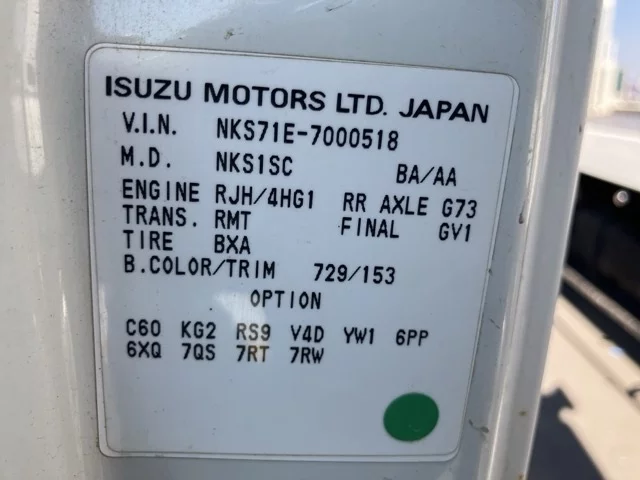 ISUZU MOTORS LTD. JAPAN
V.I.N. NKS71E-7000518
M.D. NKS1SC BA/AA
ENGINE RJH/4HG1 RR AXLE G73
TRANS. RMT FINAL GV1
TIRE BXA
B.COLOR/TRIM 729/153
OPTION
C60 KG2 RS9 V4D YW1 6PP
6XQ 7QS 7RT 7RW